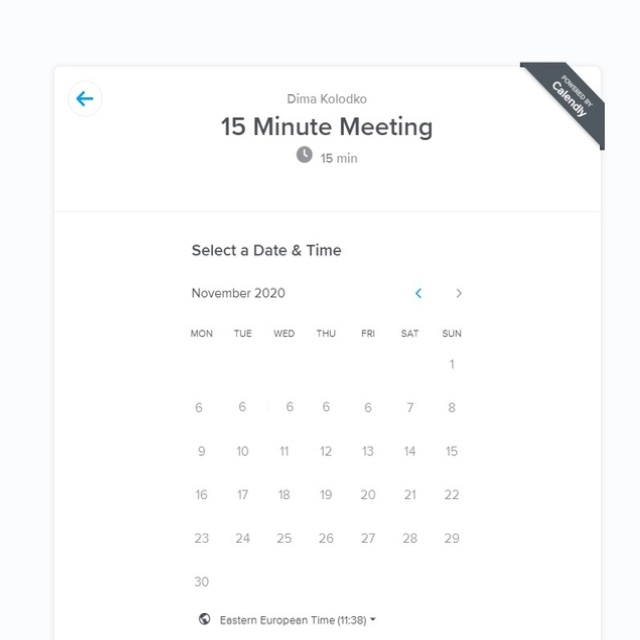 POWERED BY
Calendly
Dima Kolodko
15 Minute Meeting
15 min
Select a Date & Time
November 2020
MON TUE WED THU FRI SAT SUN
1
6 6 6 6 6 7 8
9 10 11 12 13 14 15
16 17 18 19 20 21 22
23 24 25 26 27 28 29
30
Eastern European Time (11:38)